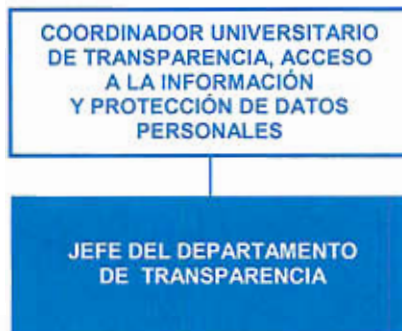 COORDINADOR UNIVERSITARIO
DE TRANSPARENCIA, ACCESO
A LA INFORMACIÓN
Y PROTECCIÓN DE DATOS
PERSONALES
JEFE DEL DEPARTAMENTO
DE TRANSPARENCIA